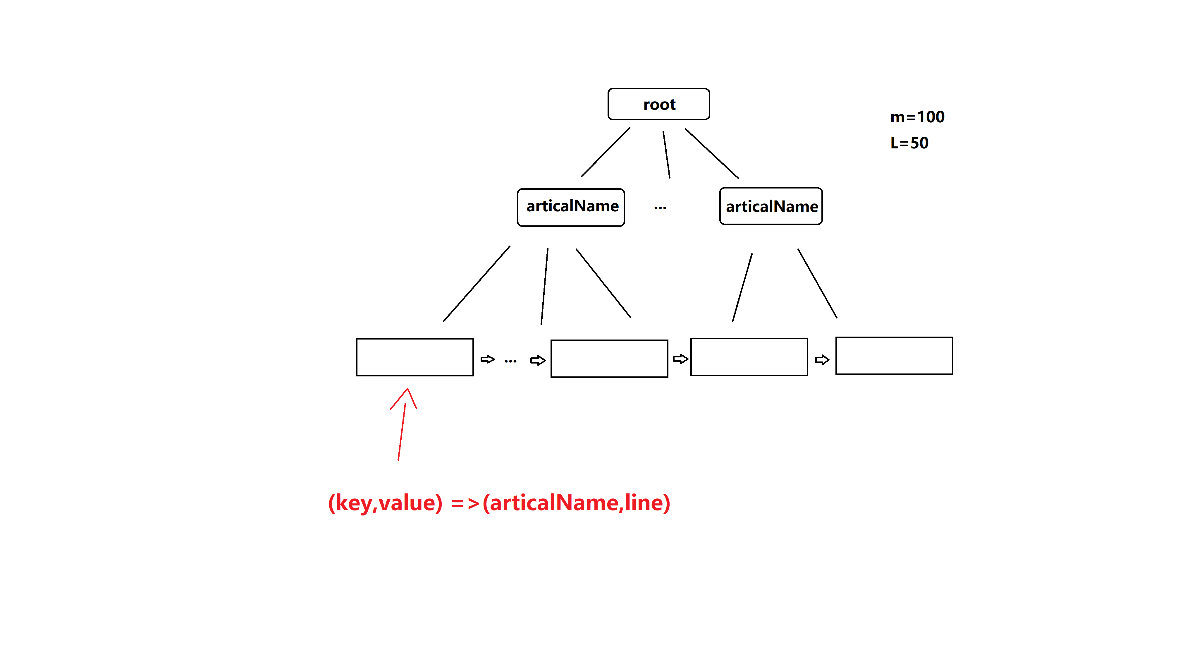 root
m=100
L=50
articalName
...
articalName
...
(key,value) =>(articalName,line)